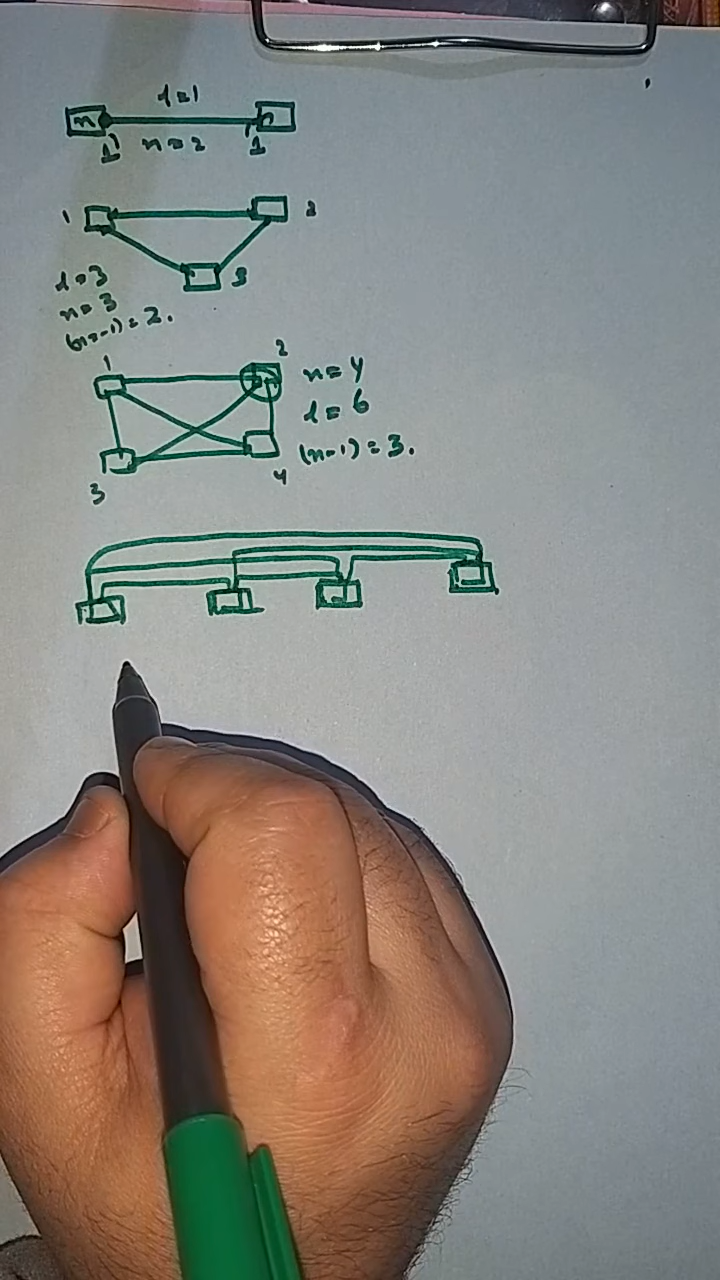 l=1
n
n
1
n=2
1
1
2
3
l=3
n=3
(n-1)=2.
1
2
n=4
l=6
(n-1)=3.
3
4